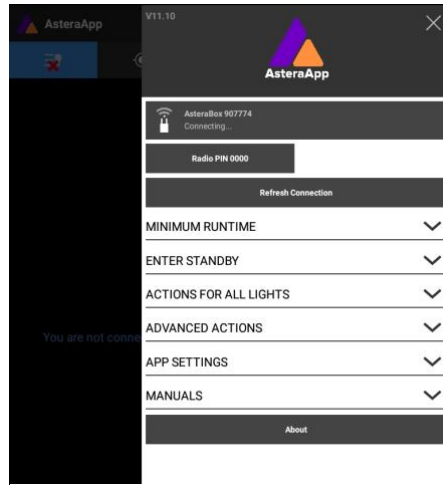 AsteraApp
V11.10
AsteraApp
AsteraBox 907774
Connecting...
Radio PIN 0000
Refresh Connection
MINIMUM RUNTIME
ENTER STANDBY
ACTIONS FOR ALL LIGHTS
ADVANCED ACTIONS
You are not conne
APP SETTINGS
MANUALS
About